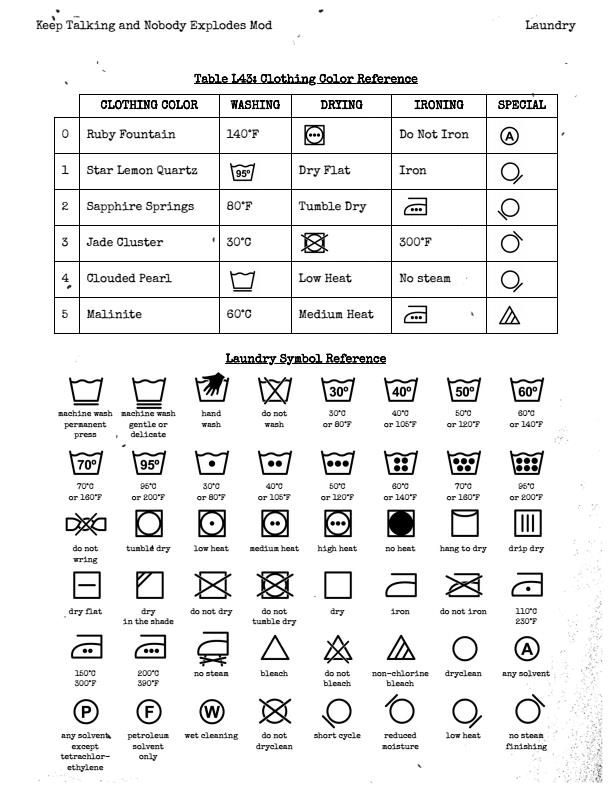 Keep Talking and Nobody Explodes Mod Laundry
Table L43: Clothing Color Reference
CLOTHING COLOR WASHING DRYING IRONING SPECIAL
0 Ruby Fountain 140°F Do Not Iron A
1 Star Lemon Quartz 95° Dry Flat Iron
2 Sapphire Springs 80°F Tumble Dry
3 Jade Cluster 30°C 300°F
4 Clouded Pearl Low Heat No steam
5 Malinite 60°C Medium Heat
Laundry Symbol Reference
30° 40° 50° 60°
machine wash machine wash hand do not 30°C 40°C 50°C 60°C
permanent gentle or wash wash or 80°F or 105°F or 120°F or 140°F
press delicate
70° 95°
70°C 95°C 30°C 40°C 50°C 60°C 70°C 95°C
or 160°F or 200°F or 80°F or 105°F or 120°F or 140°F or 160°F or 200°F
do not tumble dry low heat medium heat high heat no heat hang to dry drip dry
wring
dry flat dry do not dry do not dry iron do not iron 110°C
in the shade tumble dry 230°F
A
150°C 200°C no steam bleach do not non-chlorine dryclean any solvent
300°F 390°F bleach bleach
P F W
any solvent petroleum wet cleaning do not short cycle reduced low heat no steam
except solvent dryclean moisture finishing
tetrachlor- only
ethylene